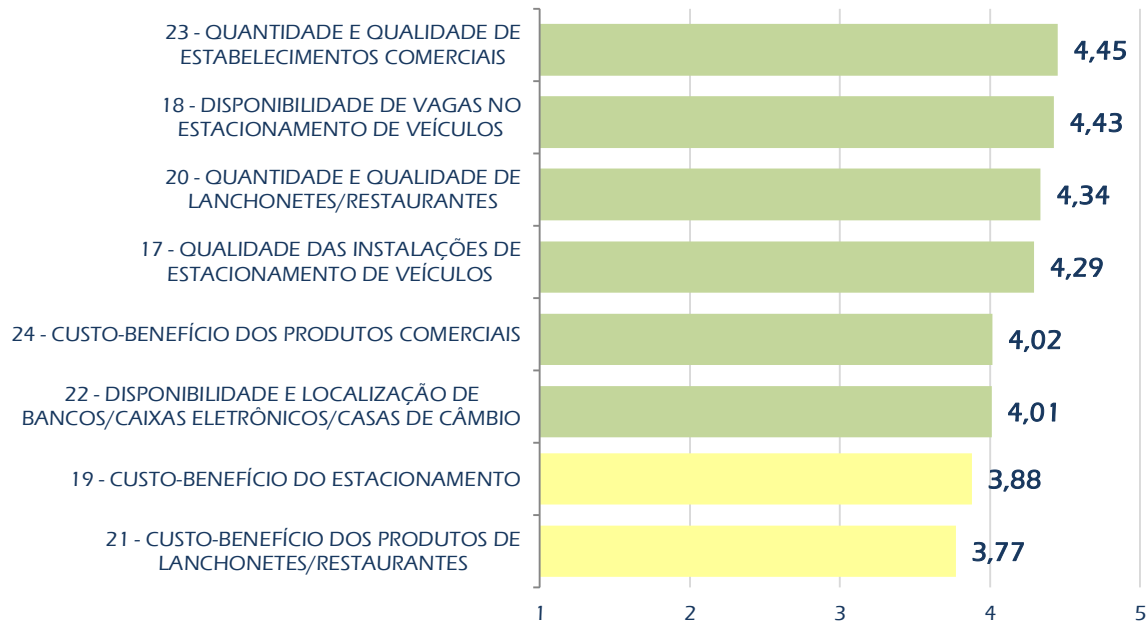 23 - QUANTIDADE E QUALIDADE DE
ESTABELECIMENTOS COMERCIAIS
4,45
18 - DISPONIBILIDADE DE VAGAS NO
ESTACIONAMENTO DE VEÍCULOS
4,43
20 - QUANTIDADE E QUALIDADE DE
LANCHONETES/RESTAURANTES
4,34
17 - QUALIDADE DAS INSTALAÇÕES DE
ESTACIONAMENTO DE VEÍCULOS
4,29
24 - CUSTO-BENEFÍCIO DOS PRODUTOS COMERCIAIS
4,02
22 - DISPONIBILIDADE E LOCALIZAÇÃO DE
BANCOS/CAIXAS ELETRÔNICOS/CASAS DE CÂMBIO
4,01
19 - CUSTO-BENEFÍCIO DO ESTACIONAMENTO
3,88
21 - CUSTO-BENEFÍCIO DOS PRODUTOS DE
LANCHONETES/RESTAURANTES
3,77
1 2 3 4 5